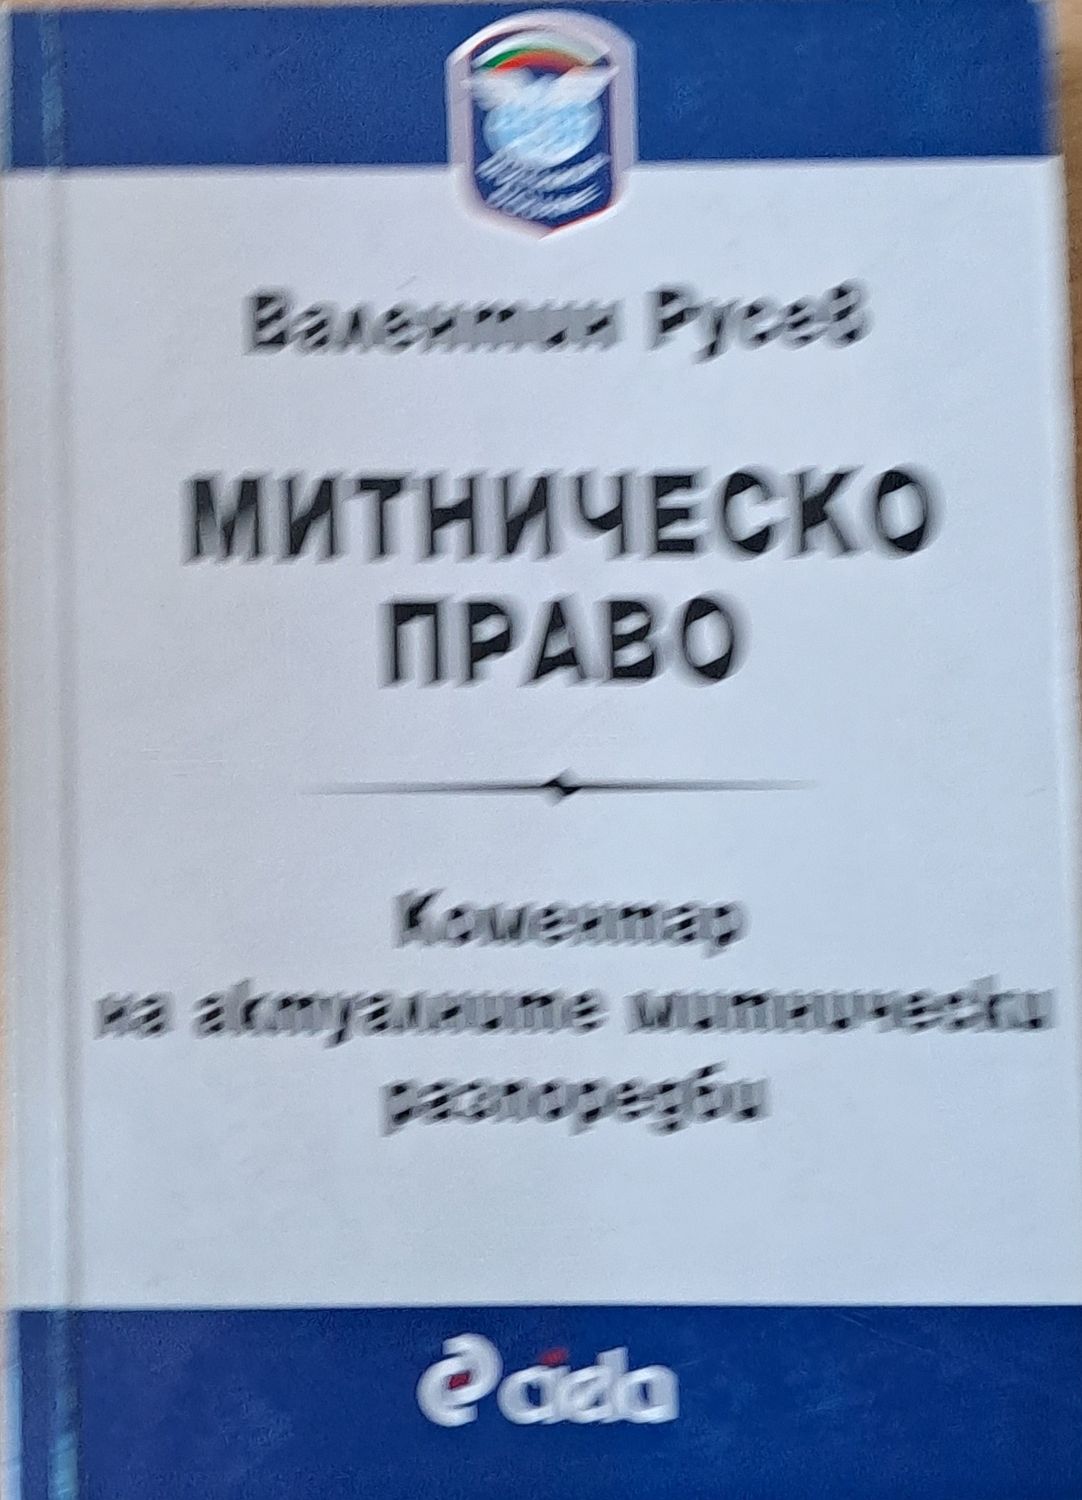 Валентин Русев
МИТНИЧЕСКО
ПРАВО
Коментар
на актуалните митнически
разпоредби